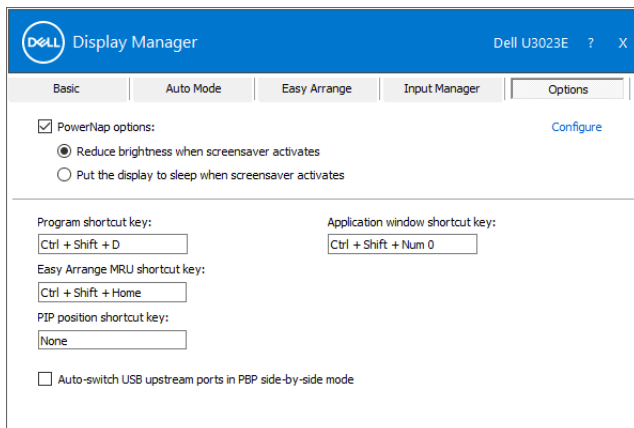 DELL Display Manager Dell U3023E ? X
Basic Auto Mode Easy Arrange Input Manager Options
PowerNap options: Configure
Reduce brightness when screensaver activates
Put the display to sleep when screensaver activates
Program shortcut key: Application window shortcut key:
Ctrl + Shift + D Ctrl + Shift + Num 0
Easy Arrange MRU shortcut key:
Ctrl + Shift + Home
PIP position shortcut key:
None
Auto-switch USB upstream ports in PBP side-by-side mode